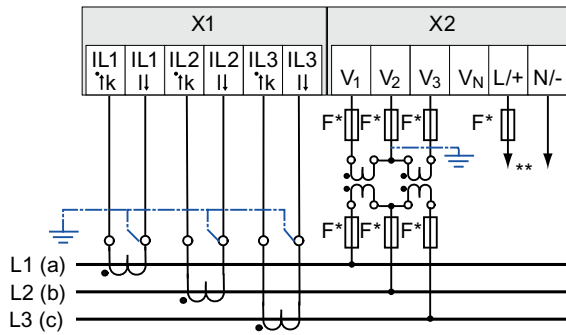 X1 X2
IL1 IL1 IL2 IL2 IL3 IL3 V1 V2 V3 VN L/+ N/-
k l k l k l
F* F* F* F*
**
F* F* F*
L1 (a)
L2 (b)
L3 (c)